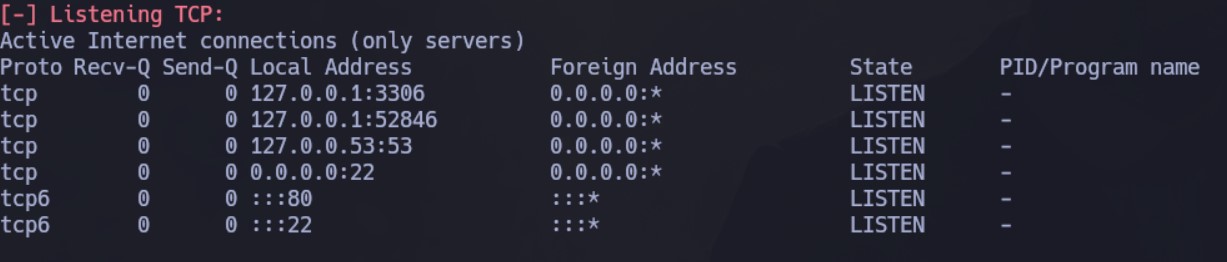 [-] Listening TCP:
Active Internet connections (only servers)
Proto Recv-Q Send-Q Local Address           Foreign Address         State       PID/Program name
tcp        0      0 127.0.0.1:3306          0.0.0.0:*               LISTEN      -
tcp        0      0 127.0.0.1:52846         0.0.0.0:*               LISTEN      -
tcp        0      0 127.0.0.53:53           0.0.0.0:*               LISTEN      -
tcp        0      0 0.0.0.0:22              0.0.0.0:*               LISTEN      -
tcp6       0      0 :::80                   :::*                    LISTEN      -
tcp6       0      0 :::22                   :::*                    LISTEN      -